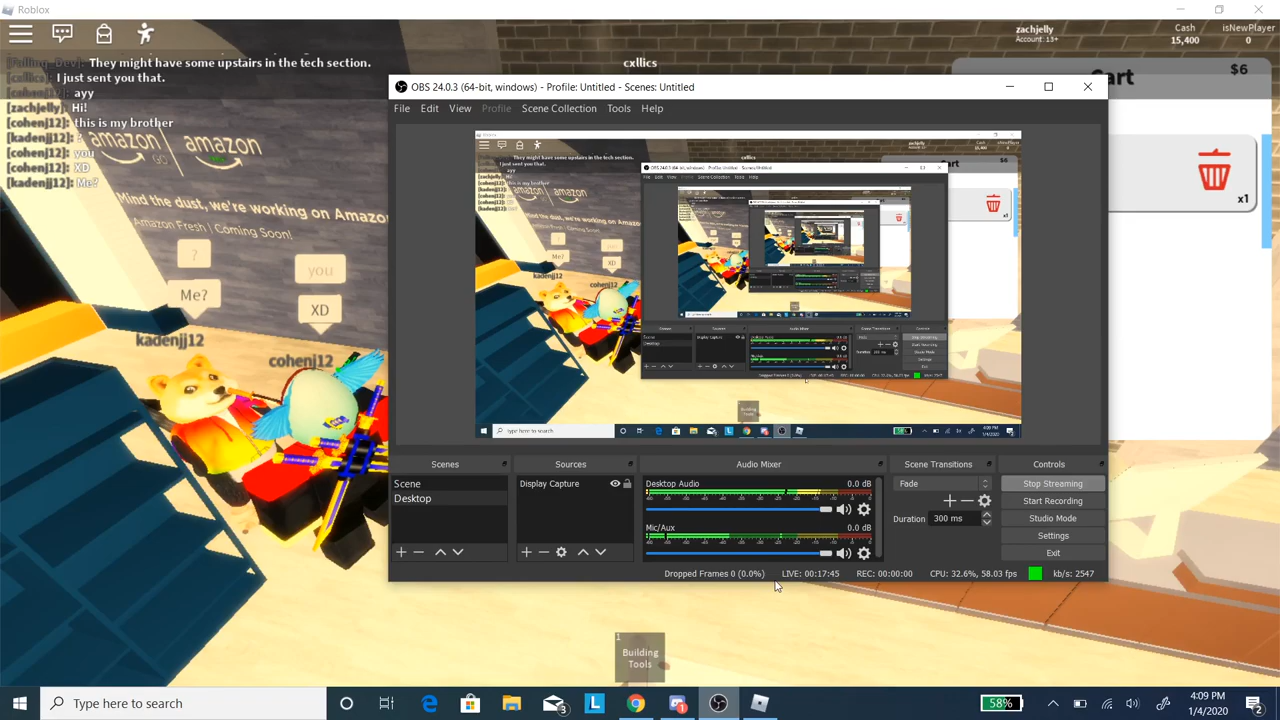 Roblox
zachjelly
Account: 13+
Cash
15,400
isNewPlayer
0
They might have some upstairs in the tech section.
I just sent you that.
ayy
[zachjelly]: Hi!
[cohenj12]: this is my brother
[kadenjj12]: ?
[cohenj12]: you
[cohenj12]: XD
[kadenjj12]: Me?
cxllics
Cart
$6
x1
amazon
GO
amazon
Mind the dust, we're working on Amazon
Amazon Fresh | Coming Soon!
?
Me?
kadenjj12
you
XD
cohenj12
OBS 24.0.3 (64-bit, windows) - Profile: Untitled - Scenes: Untitled
File Edit View Profile Scene Collection Tools Help
Scenes
Scene
Desktop
Sources
Display Capture
Audio Mixer
Desktop Audio 0.0 dB
Mic/Aux 0.0 dB
Scene Transitions
Fade
Duration 300 ms
Controls
Stop Streaming
Start Recording
Studio Mode
Settings
Exit
Dropped Frames 0 (0.0%) LIVE: 00:17:45 REC: 00:00:00 CPU: 32.6%, 58.03 fps kb/s: 2547
1
Building
Tools
Type here to search
3
L
1
58%
4:09 PM
1/4/2020
2